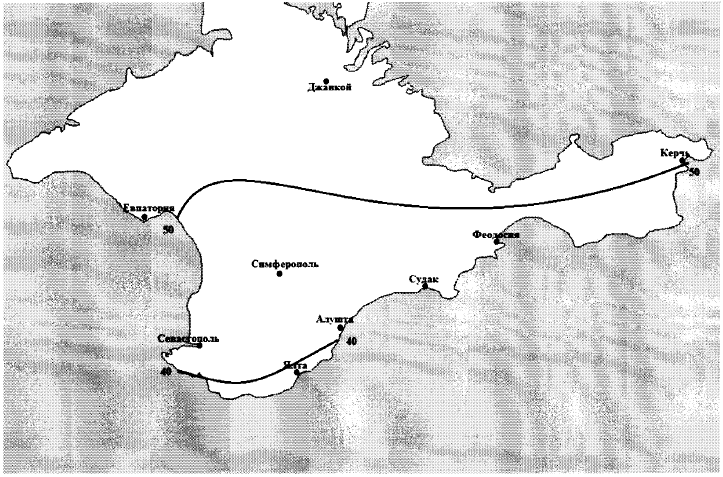 Джанкой
Керчь
50
Евпатория
50
Феодосия
Симферополь
Судак
Алушта
Севастополь
40
Ялта
40